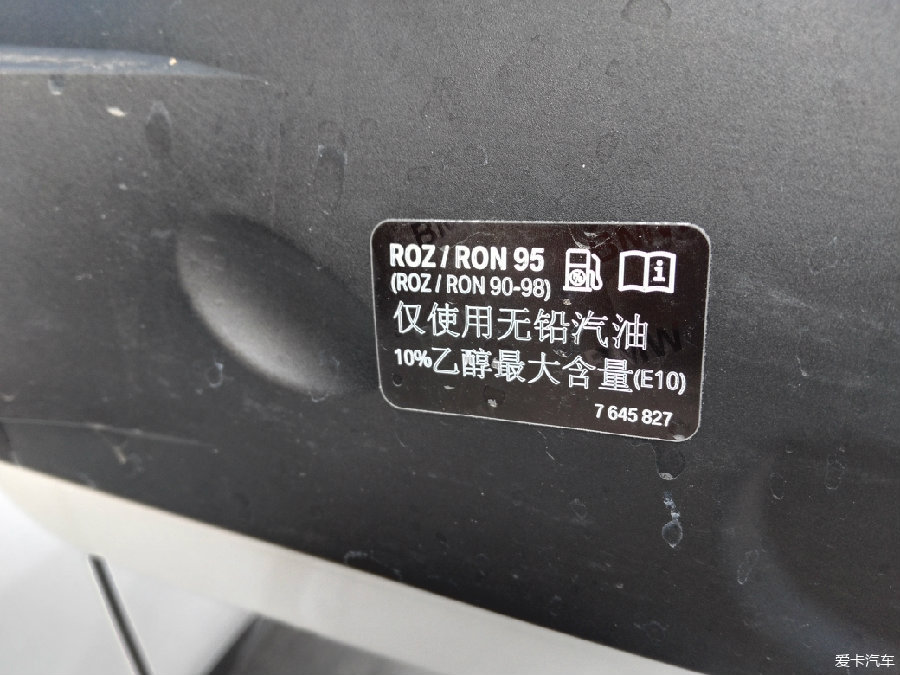 ROZ / RON 95
(ROZ / RON 90-98)
仅使用无铅汽油
10%乙醇最大含量(E10)
7 645 827
BMW
爱卡汽车